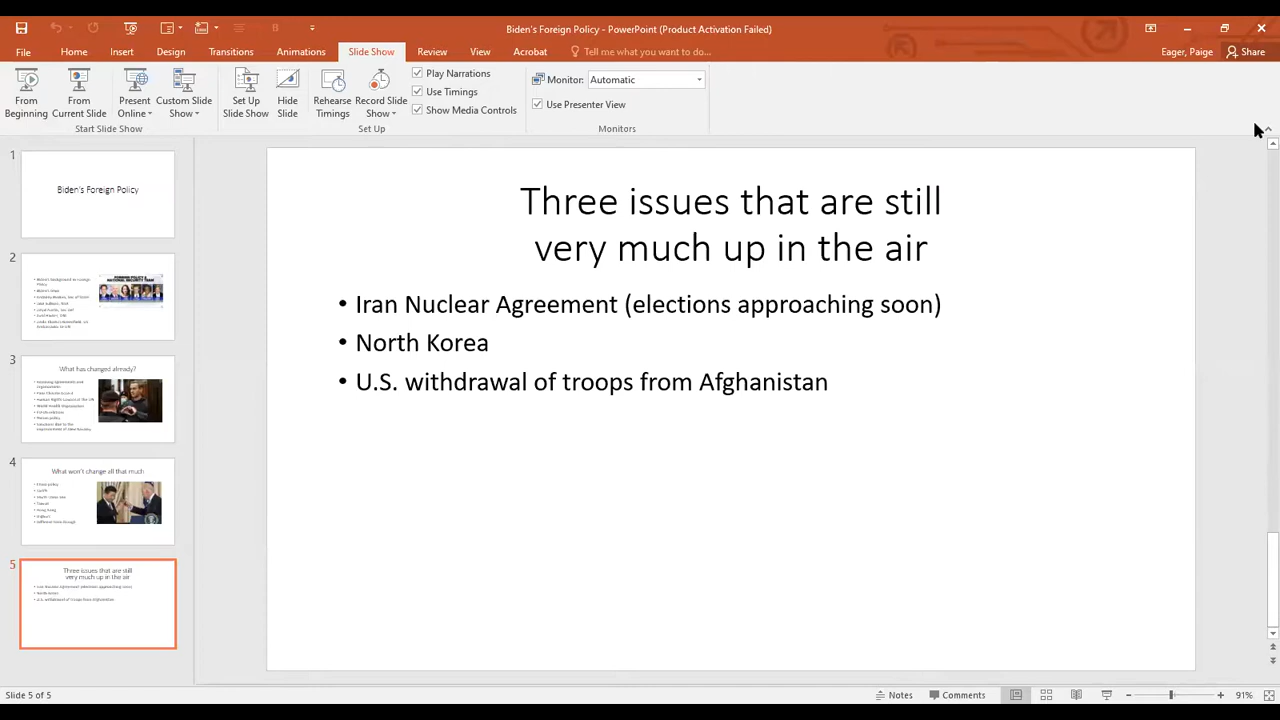 Biden's Foreign Policy - PowerPoint (Product Activation Failed)
File Home Insert Design Transitions Animations Slide Show Review View Acrobat Tell me what you want to do... Eager, Paige Share
From Beginning
From Current Slide
Present Online
Custom Slide Show
Set Up Slide Show
Hide Slide
Rehearse Timings
Record Slide Show
Play Narrations
Use Timings
Show Media Controls
Monitor: Automatic
Use Presenter View
Start Slide Show Set Up Monitors
1
Biden's Foreign Policy
2
3
What has changed already?
4
What won't change all that much
5
Three issues that are still
very much up in the air
Three issues that are still
very much up in the air
• Iran Nuclear Agreement (elections approaching soon)
• North Korea
• U.S. withdrawal of troops from Afghanistan
Slide 5 of 5 Notes Comments 91%